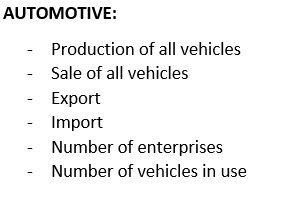 AUTOMOTIVE:
- Production of all vehicles
- Sale of all vehicles
- Export
- Import
- Number of enterprises
- Number of vehicles in use